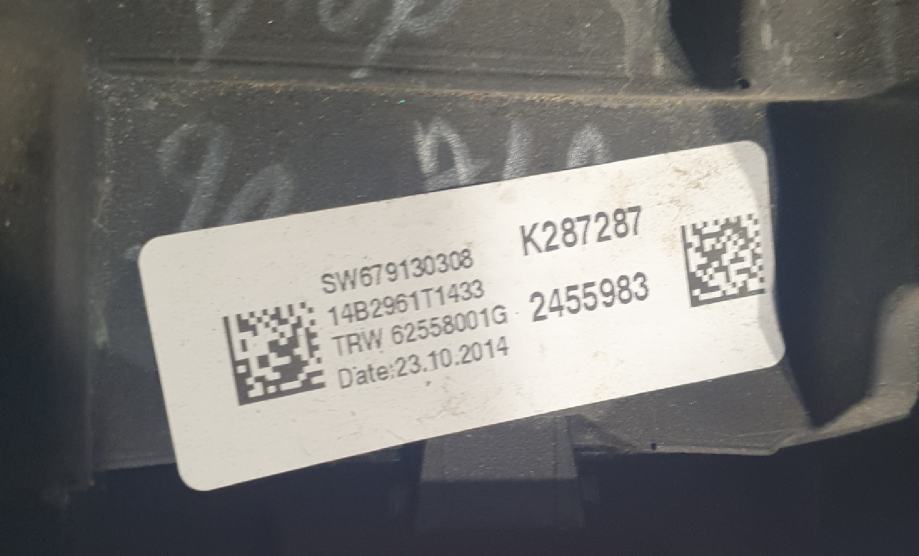 SW679130308
14B2961T1433
TRW 62558001G
Date:23.10.2014
K287287
2455983